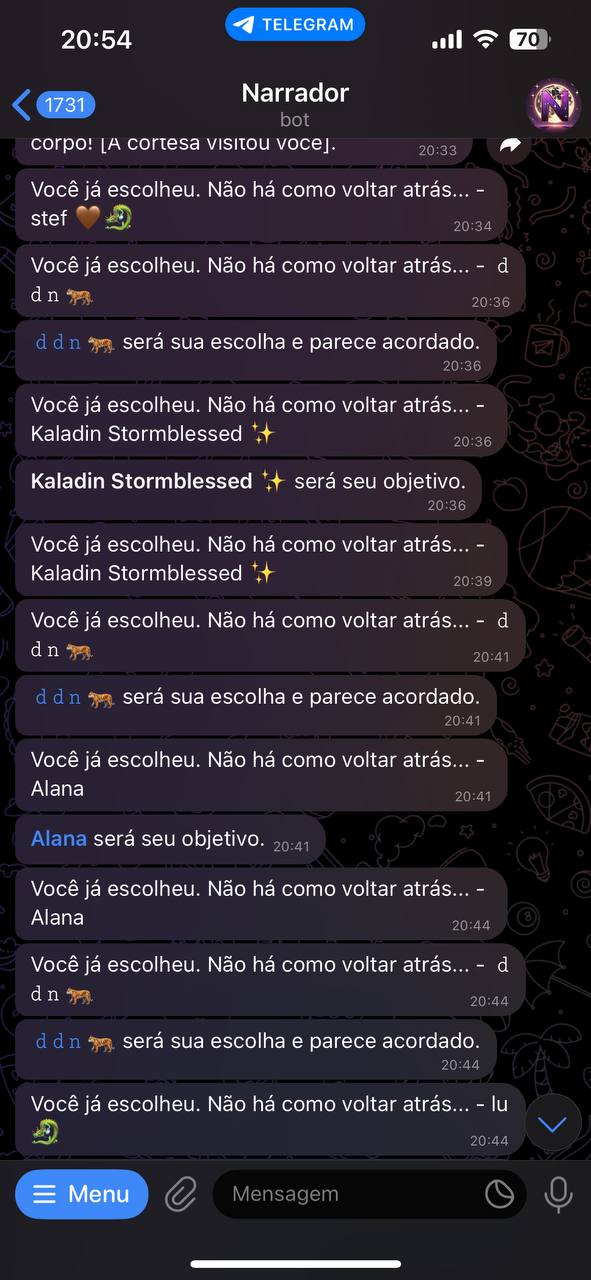 20:54
TELEGRAM
70
1731
Narrador
bot
corpo! [A cortesã visitou você].
20:33
Você já escolheu. Não há como voltar atrás... -
stef 🤎🐉
20:34
Você já escolheu. Não há como voltar atrás... - d
d n 🐅
20:36
d d n 🐅 será sua escolha e parece acordado.
20:36
Você já escolheu. Não há como voltar atrás... -
Kaladin Stormblessed ✨
20:36
Kaladin Stormblessed ✨ será seu objetivo.
20:36
Você já escolheu. Não há como voltar atrás... -
Kaladin Stormblessed ✨
20:39
Você já escolheu. Não há como voltar atrás... - d
d n 🐅
20:41
d d n 🐅 será sua escolha e parece acordado.
20:41
Você já escolheu. Não há como voltar atrás... -
Alana
20:41
Alana será seu objetivo.
20:41
Você já escolheu. Não há como voltar atrás... -
Alana
20:44
Você já escolheu. Não há como voltar atrás... - d
d n 🐅
20:44
d d n 🐅 será sua escolha e parece acordado.
20:44
Você já escolheu. Não há como voltar atrás... - lu
🐉
20:44
Menu
Mensagem